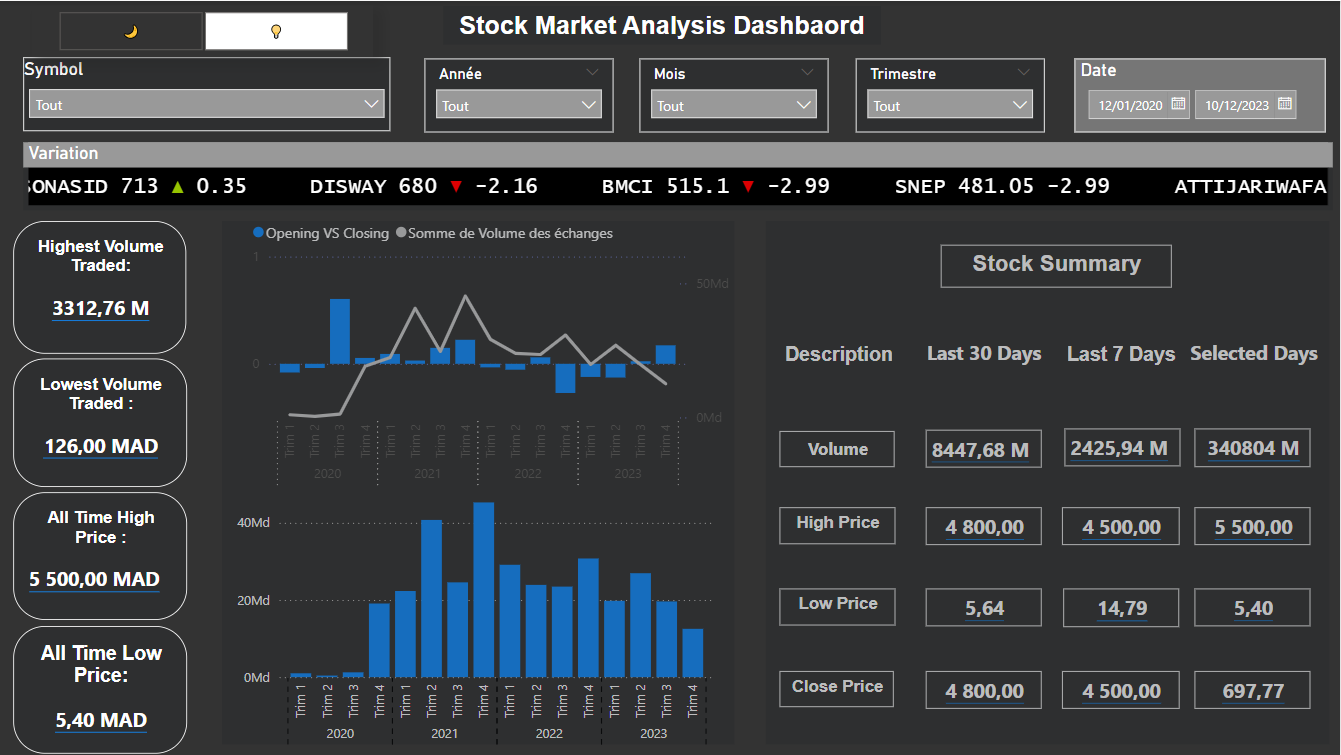 Stock Market Analysis Dashbaord
Symbol
Tout
Année
Tout
Mois
Tout
Trimestre
Tout
Date
12/01/2020
10/12/2023
Variation
SONASID 713 ▲ 0.35 DISWAY 680 ▼ -2.16 BMCI 515.1 ▼ -2.99 SNEP 481.05 -2.99 ATTIJARIWAFA
Highest Volume
Traded:
3312,76 M
Lowest Volume
Traded :
126,00 MAD
All Time High
Price :
5 500,00 MAD
All Time Low
Price:
5,40 MAD
Opening VS Closing Somme de Volume des échanges
1
50Md
0
0Md
Trim 1 Trim 2 Trim 3 Trim 4 Trim 1 Trim 2 Trim 3 Trim 4 Trim 1 Trim 2 Trim 3 Trim 4 Trim 1 Trim 2 Trim 3 Trim 4
2020 2021 2022 2023
40Md
20Md
0Md
Trim 1 Trim 2 Trim 3 Trim 4 Trim 1 Trim 2 Trim 3 Trim 4 Trim 1 Trim 2 Trim 3 Trim 4 Trim 1 Trim 2 Trim 3 Trim 4
2020 2021 2022 2023
Stock Summary
Description Last 30 Days Last 7 Days Selected Days
Volume 8447,68 M 2425,94 M 340804 M
High Price 4 800,00 4 500,00 5 500,00
Low Price 5,64 14,79 5,40
Close Price 4 800,00 4 500,00 697,77